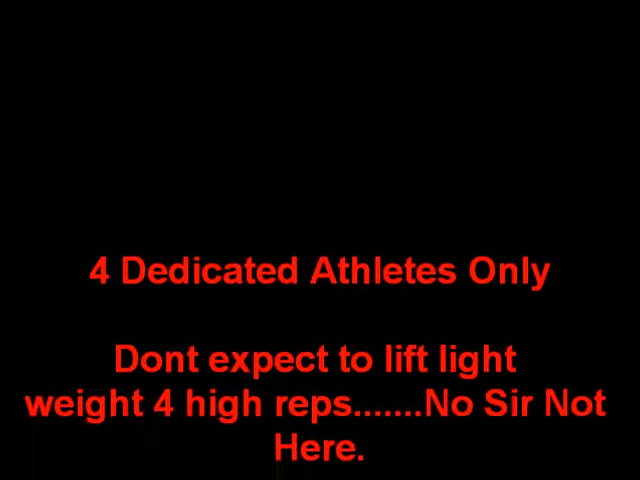 4 Dedicated Athletes Only
Dont expect to lift light
weight 4 high reps.......No Sir Not
Here.